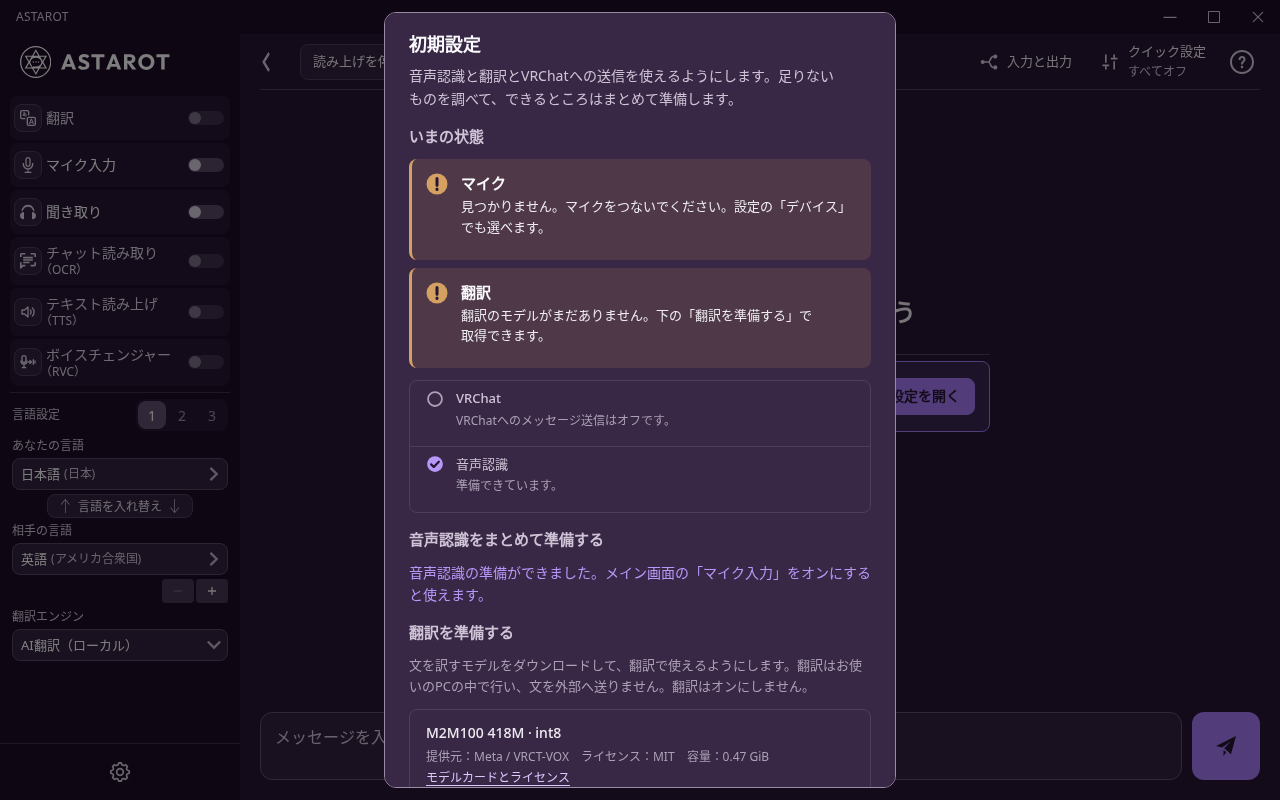 ASTAROT
ASTAROT
翻訳
マイク入力
聞き取り
チャット読み取り
（OCR）
テキスト読み上げ
（TTS）
ボイスチェンジャー
（RVC）
言語設定
1 2 3
あなたの言語
日本語 (日本)
↑ 言語を入れ替え ↓
相手の言語
英語 (アメリカ合衆国)
− +
翻訳エンジン
AI翻訳（ローカル）
読み上げを
入力と出力
クイック設定
すべてオフ
?
う
設定を開く
メッセージを入
初期設定
音声認識と翻訳とVRChatへの送信を使えるようにします。足りない
ものを調べて、できるところはまとめて準備します。
いまの状態
マイク
見つかりません。マイクをつないでください。設定の「デバイス」
でも選べます。
翻訳
翻訳のモデルがまだありません。下の「翻訳を準備する」で
取得できます。
VRChat
VRChatへのメッセージ送信はオフです。
音声認識
準備できています。
音声認識をまとめて準備する
音声認識の準備ができました。メイン画面の「マイク入力」をオンにする
と使えます。
翻訳を準備する
文を訳すモデルをダウンロードして、翻訳で使えるようにします。翻訳はお使
いのPCの中で行い、文を外部へ送りません。翻訳はオンにしません。
M2M100 418M · int8
提供元：Meta / VRCT-VOX ライセンス：MIT 容量：0.47 GiB
モデルカードとライセンス